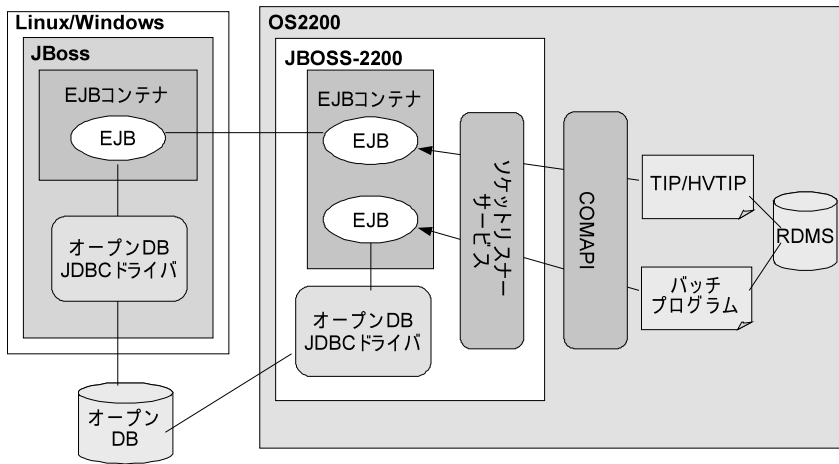 Linux/Windows
JBoss
EJBコンテナ
EJB
オープンDB
JDBCドライバ
オープン
DB
OS2200
JBOSS-2200
EJBコンテナ
EJB
EJB
オープンDB
JDBCドライバ
ソケットリスナー
サービス
COMAPI
TIP/HVTIP
バッチ
プログラム
RDMS